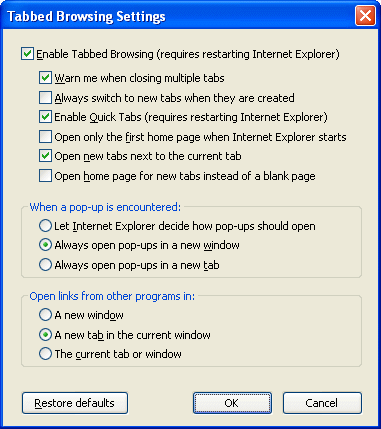 Tabbed Browsing Settings
Enable Tabbed Browsing (requires restarting Internet Explorer)
Warn me when closing multiple tabs
Always switch to new tabs when they are created
Enable Quick Tabs (requires restarting Internet Explorer)
Open only the first home page when Internet Explorer starts
Open new tabs next to the current tab
Open home page for new tabs instead of a blank page
When a pop-up is encountered:
Let Internet Explorer decide how pop-ups should open
Always open pop-ups in a new window
Always open pop-ups in a new tab
Open links from other programs in:
A new window
A new tab in the current window
The current tab or window
Restore defaults OK Cancel